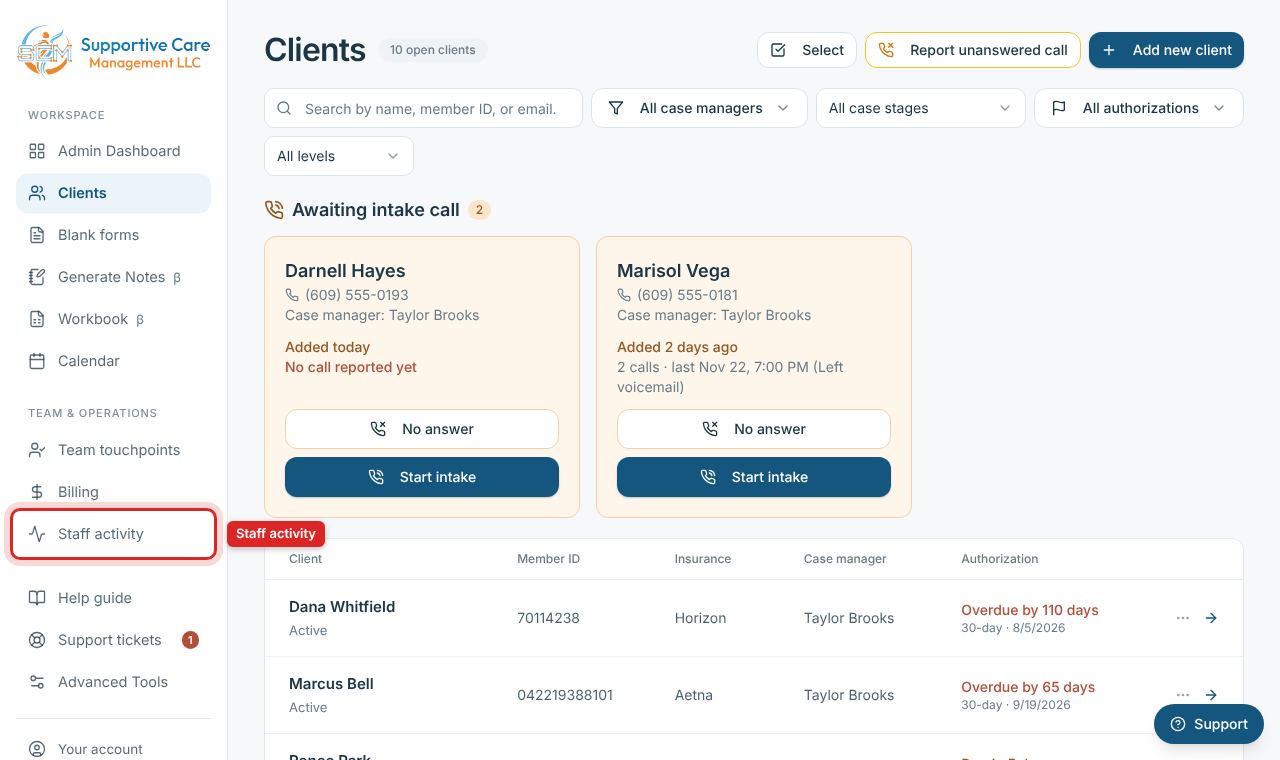 SCM
Supportive Care
Management LLC
WORKSPACE
Admin Dashboard
Clients
Blank forms
Generate Notes β
Workbook β
Calendar
TEAM & OPERATIONS
Team touchpoints
Billing
Staff activity
Help guide
Support tickets 1
Advanced Tools
Your account
Clients
10 open clients
Select
Report unanswered call
Add new client
Search by name, member ID, or email.
All case managers
All case stages
All authorizations
All levels
Awaiting intake call 2
Darnell Hayes
(609) 555-0193
Case manager: Taylor Brooks
Added today
No call reported yet
No answer
Start intake
Marisol Vega
(609) 555-0181
Case manager: Taylor Brooks
Added 2 days ago
2 calls · last Nov 22, 7:00 PM (Left
voicemail)
No answer
Start intake
Staff activity
Client Member ID Insurance Case manager Authorization
Dana Whitfield
Active
70114238
Horizon
Taylor Brooks
Overdue by 110 days
30-day · 8/5/2026
Marcus Bell
Active
042219388101
Aetna
Taylor Brooks
Overdue by 65 days
30-day · 9/19/2026
Support